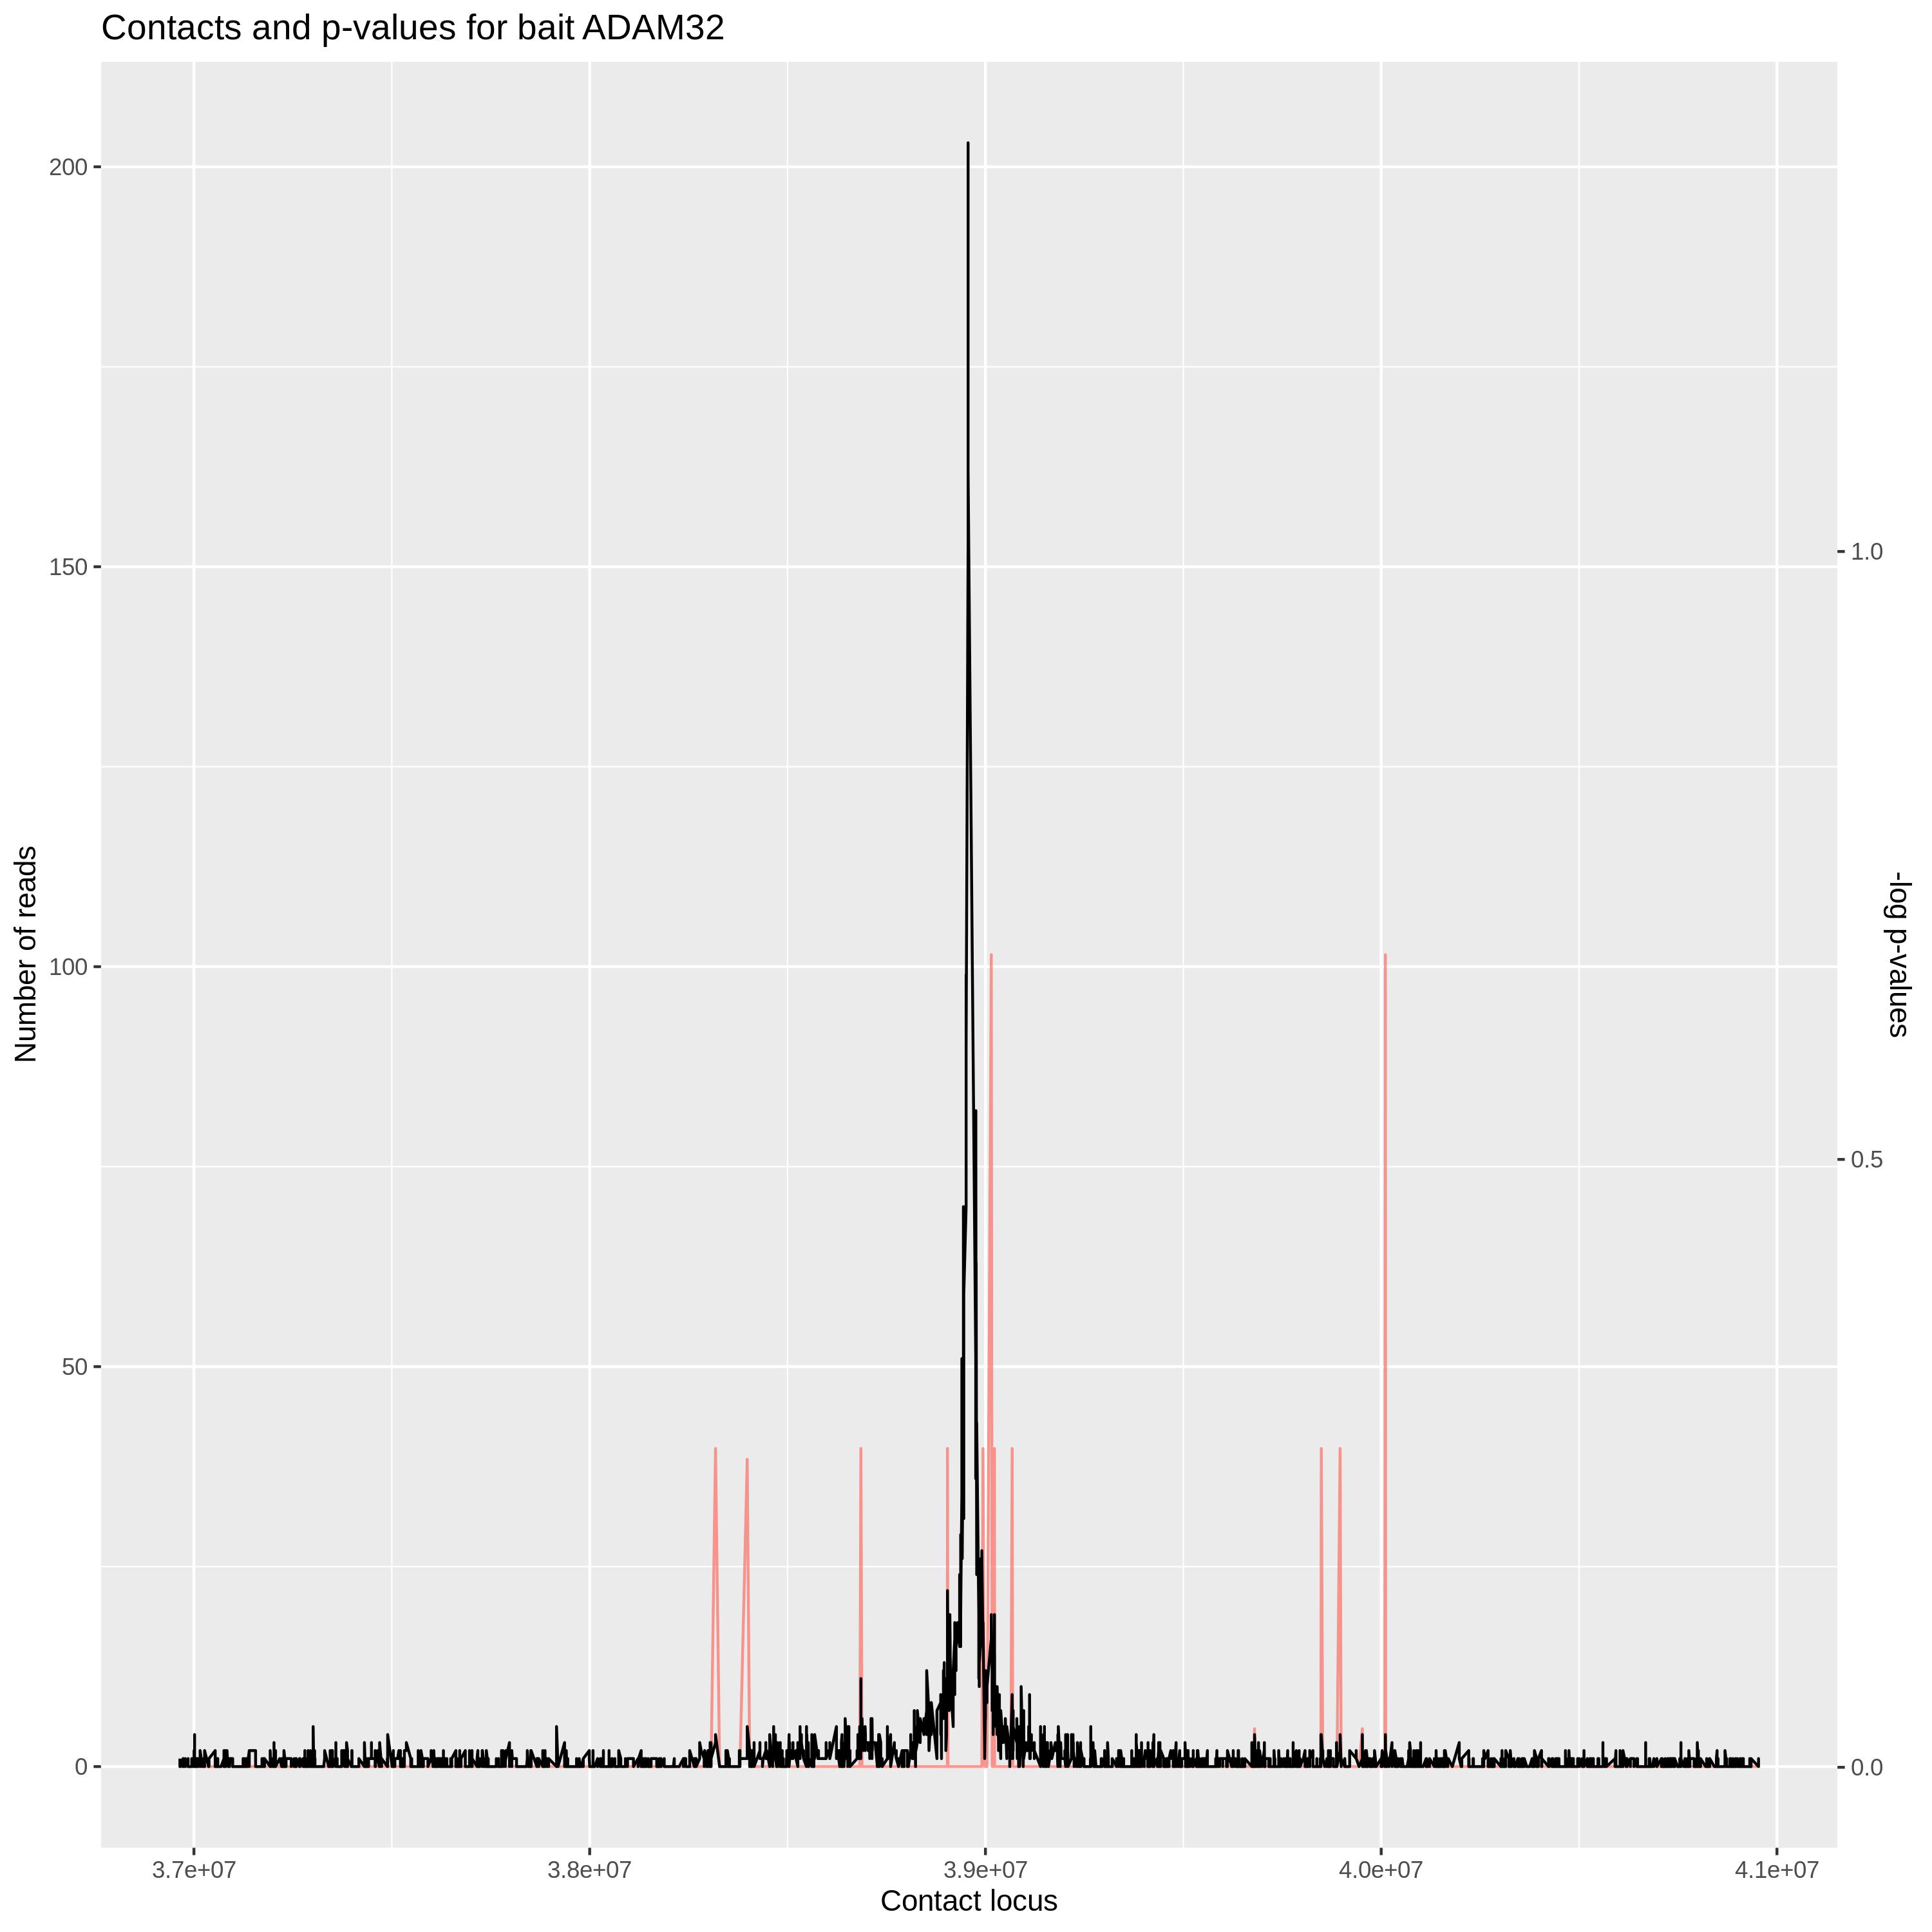 Contacts and p-values for bait ADAM32
200
150
100
50
0
Number of reads
1.0
0.5
0.0
-log p-values
3.7e+07
3.8e+07
3.9e+07
4.0e+07
4.1e+07
Contact locus